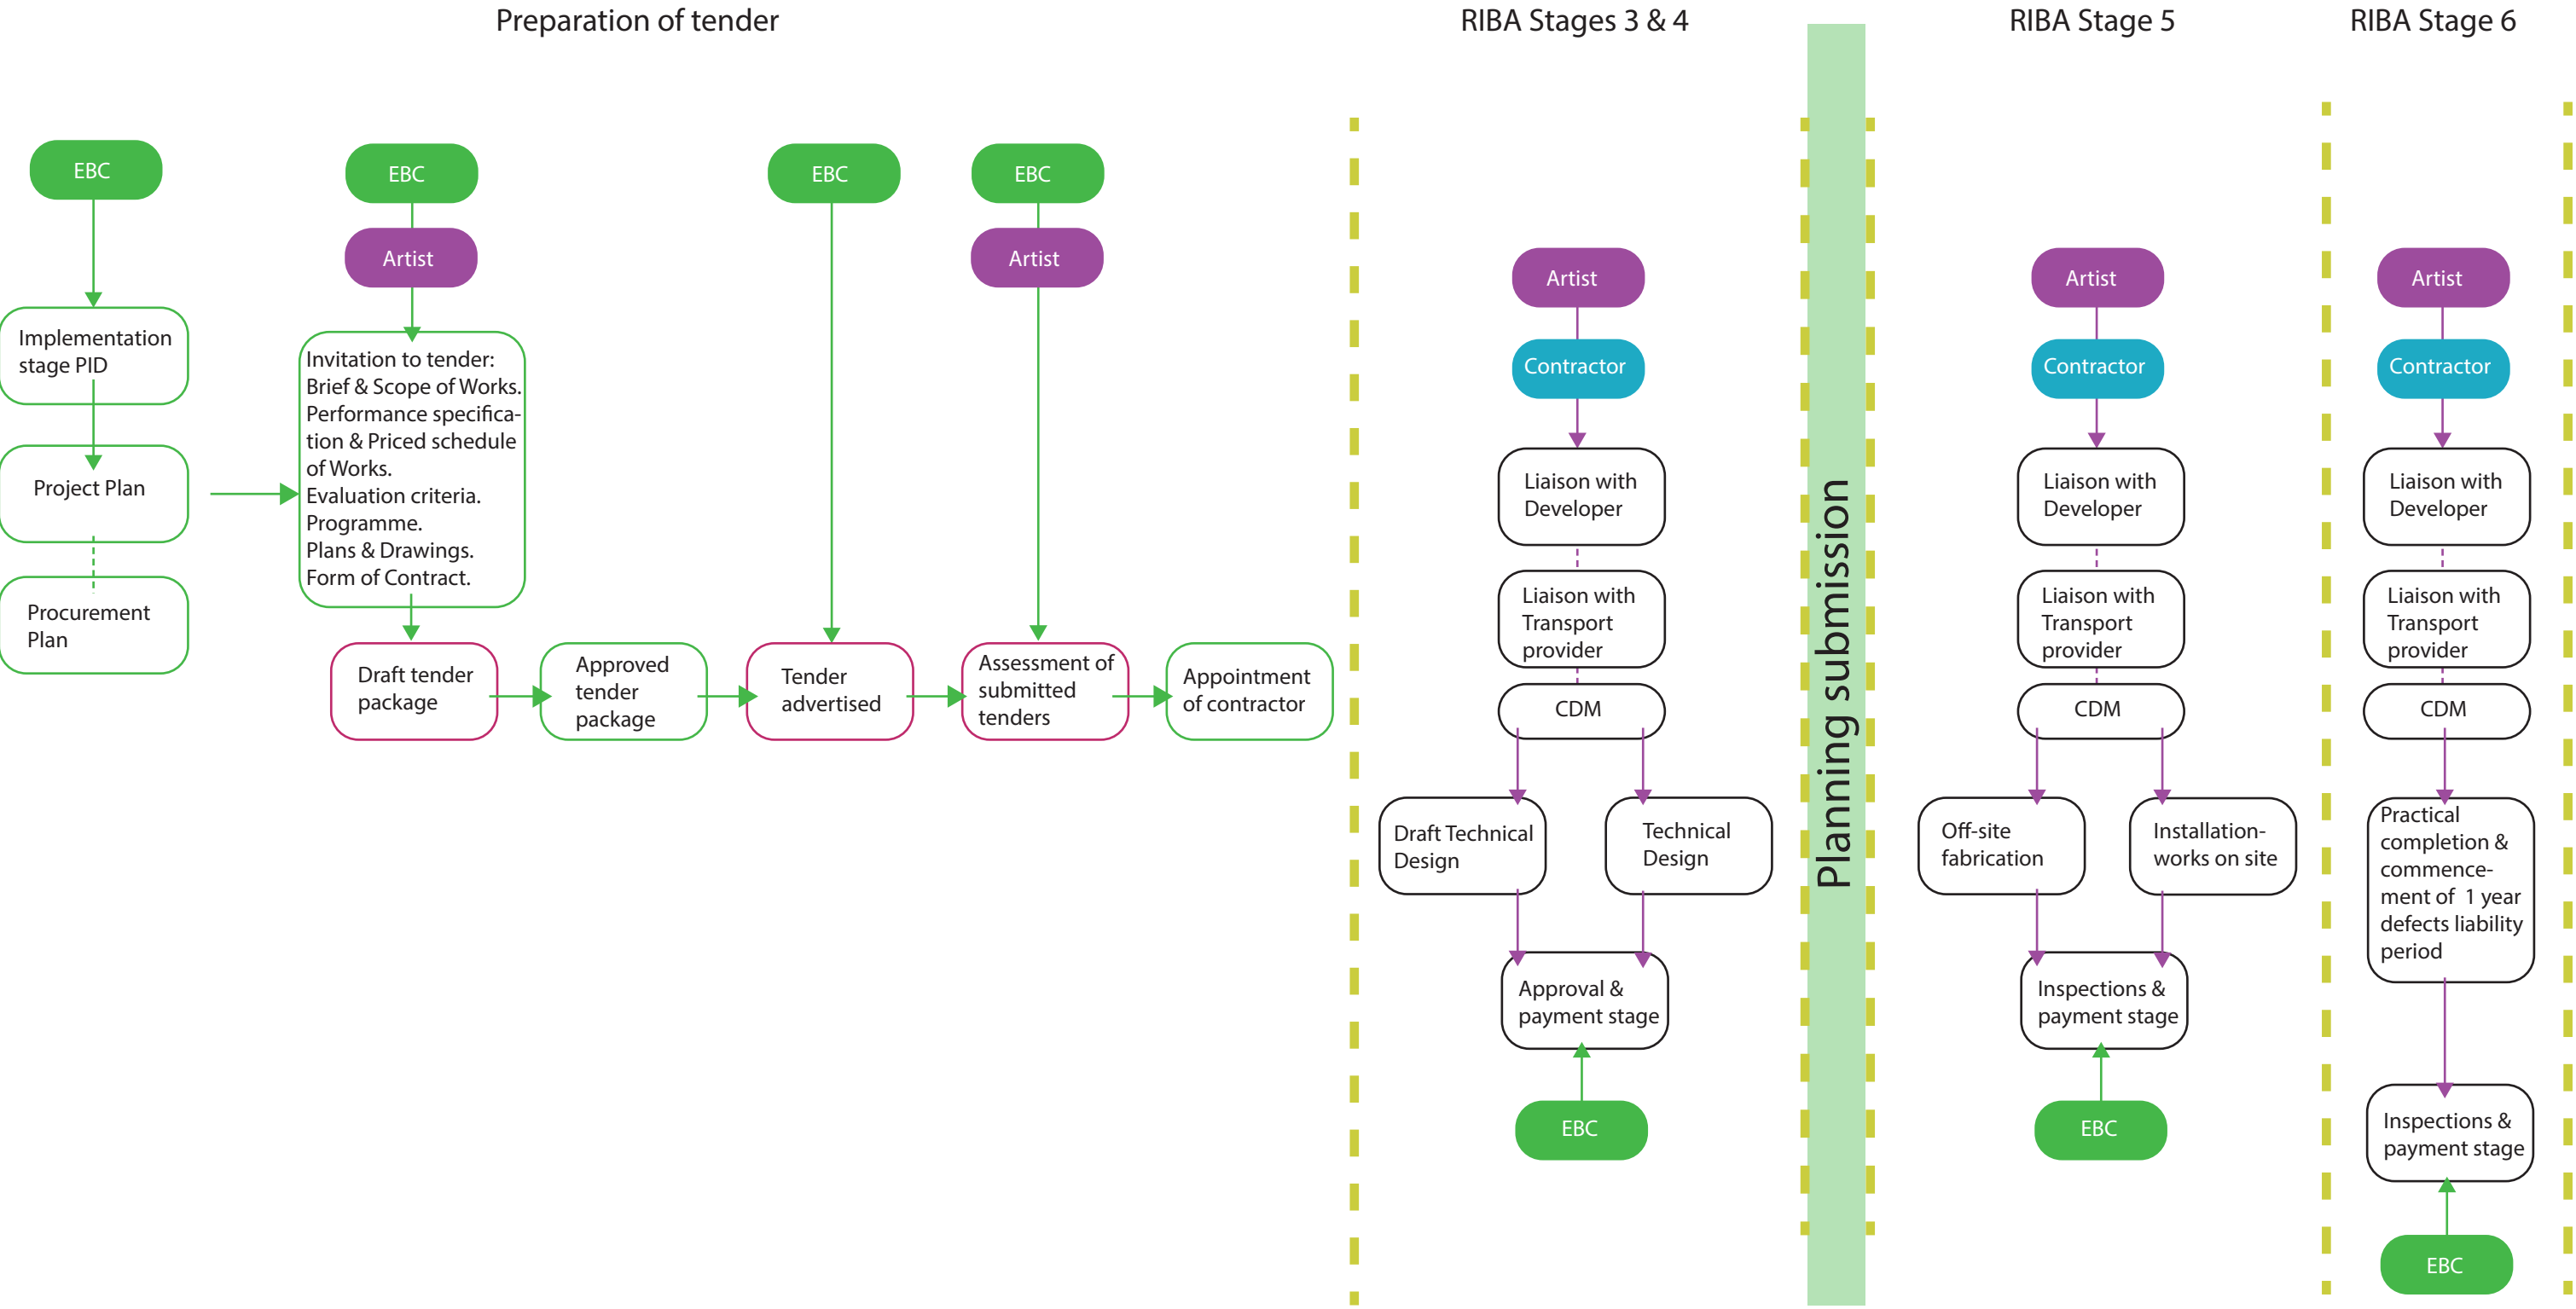 Preparation of tender
RIBA Stages 3 & 4
RIBA Stage 5
RIBA Stage 6
EBC
Implementation
stage PID
Project Plan
Procurement
Plan
EBC
Artist
Invitation to tender:
Brief & Scope of Works.
Performance specifica-
tion & Priced schedule
of Works.
Evaluation criteria.
Programme.
Plans & Drawings.
Form of Contract.
Draft tender
package
Approved
tender
package
EBC
Tender
advertised
EBC
Artist
Assessment of
submitted
tenders
Appointment
of contractor
Artist
Contractor
Liaison with
Developer
Liaison with
Transport
provider
CDM
Draft Technical
Design
Technical
Design
Approval &
payment stage
EBC
Planning submission
Artist
Contractor
Liaison with
Developer
Liaison with
Transport
provider
CDM
Off-site
fabrication
Installation-
works on site
Inspections &
payment stage
EBC
Artist
Contractor
Liaison with
Developer
Liaison with
Transport
provider
CDM
Practical
completion &
commence-
ment of 1 year
defects liability
period
Inspections &
payment stage
EBC